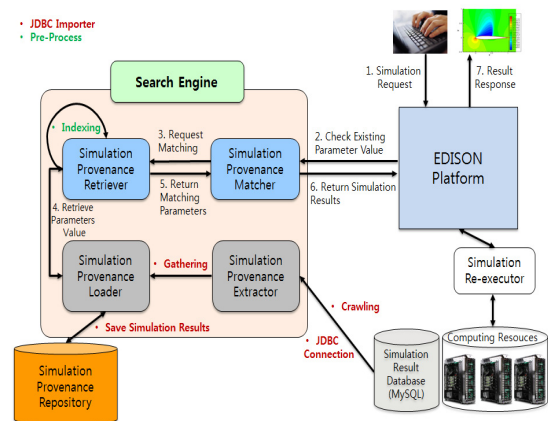 • JDBC Importer
• Pre-Process
1. Simulation
Request
7. Result
Response
Search Engine
• Indexing
3. Request
Matching
2. Check Existing
Parameter Value
Simulation
Provenance
Retriever
Simulation
Provenance
Matcher
EDISON
Platform
5. Return
Matching
Parameters
6. Return Simulation
Results
4. Retrieve
Parameters
Value
Simulation
Provenance
Loader
• Gathering
Simulation
Provenance
Extractor
Simulation
Re-executor
• Crawling
• Save Simulation Results
• JDBC
Connection
Computing Resouces
Simulation
Result
Database
(MySQL)
Simulation
Provenance
Repository